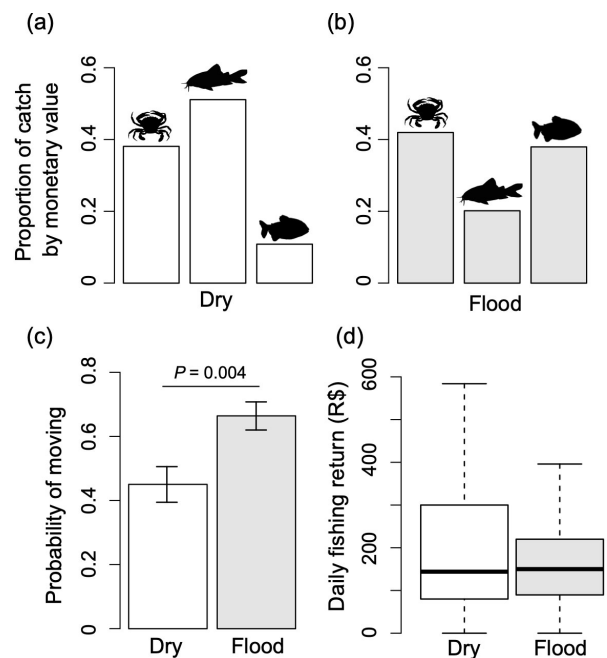 (a)
Proportion of catch
by monetary value
0.6
0.4
0.2
0
Dry
(b)
0.6
0.4
0.2
0
Flood
(c)
Probability of moving
0.8
0.6
0.4
0.2
0.0
P = 0.004
Dry
Flood
(d)
Daily fishing return (R$)
600
400
200
0
Dry
Flood